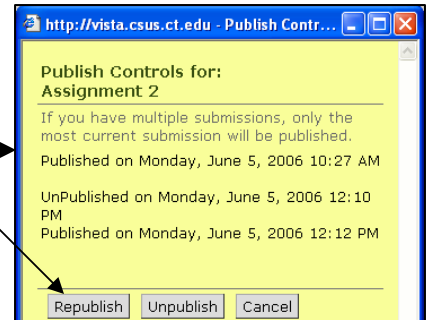 http://vista.csus.ct.edu - Publish Contr...
Publish Controls for:
Assignment 2
If you have multiple submissions, only the
most current submission will be published.
Published on Monday, June 5, 2006 10:27 AM
UnPublished on Monday, June 5, 2006 12:10
PM
Published on Monday, June 5, 2006 12:12 PM
Republish Unpublish Cancel